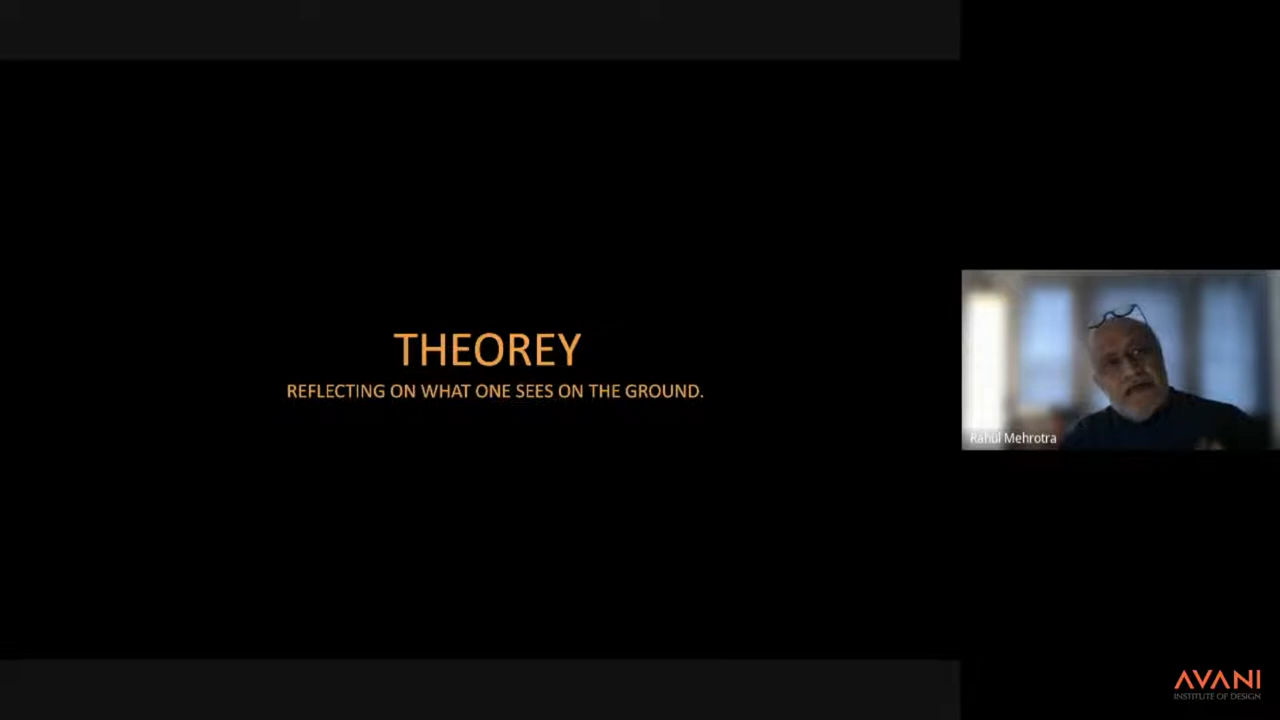 THEOREY
REFLECTING ON WHAT ONE SEES ON THE GROUND.
Rahul Mehrotra
AVANI
INSTITUTE OF DESIGN